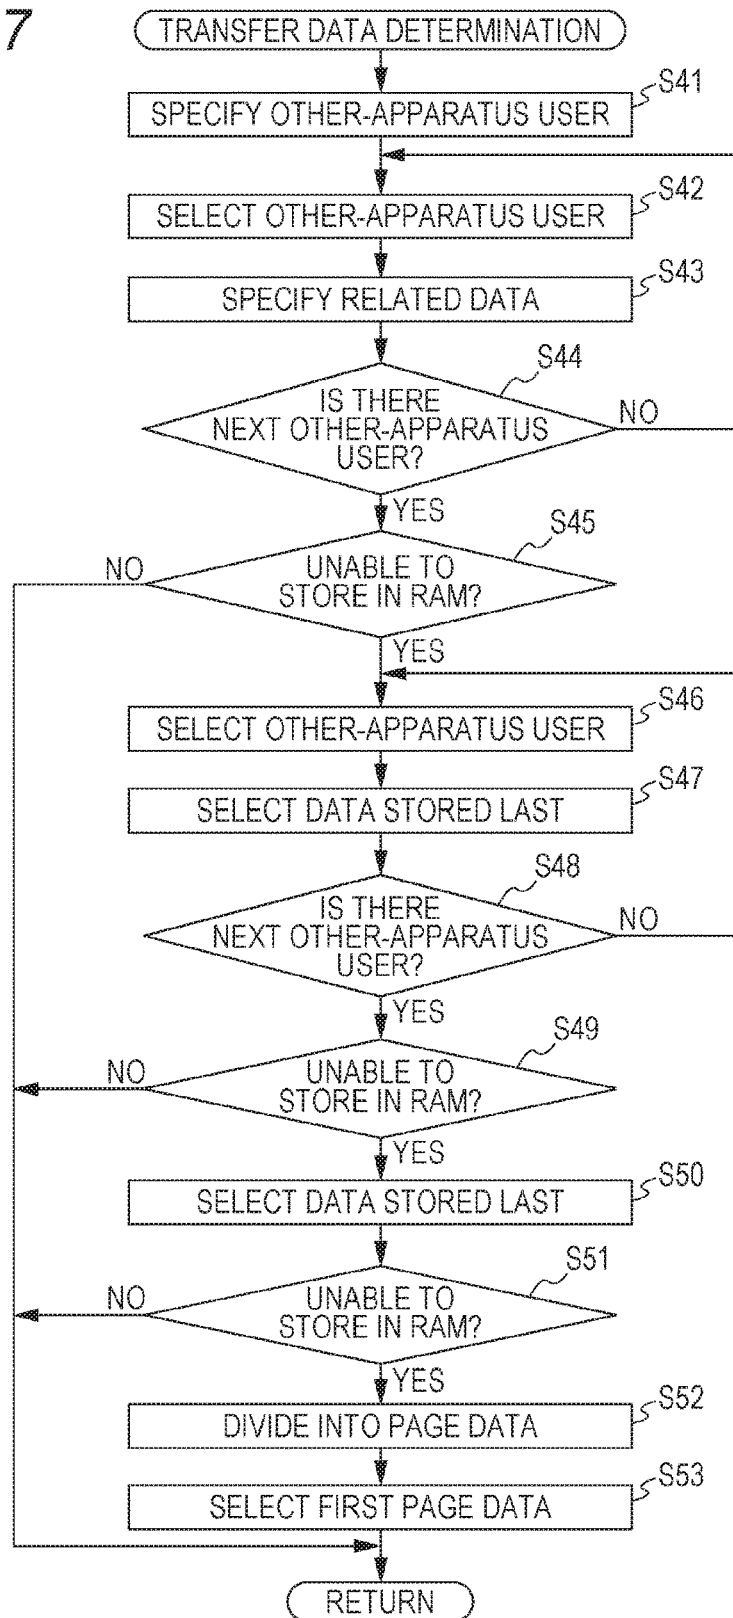 7
TRANSFER DATA DETERMINATION
S41
SPECIFY OTHER-APPARATUS USER
S42
SELECT OTHER-APPARATUS USER
S43
SPECIFY RELATED DATA
S44
IS THERE
NEXT OTHER-APPARATUS
USER?
NO
YES
S45
NO
UNABLE TO
STORE IN RAM?
YES
S46
SELECT OTHER-APPARATUS USER
S47
SELECT DATA STORED LAST
S48
IS THERE
NEXT OTHER-APPARATUS
USER?
NO
YES
S49
NO
UNABLE TO
STORE IN RAM?
YES
S50
SELECT DATA STORED LAST
S51
NO
UNABLE TO
STORE IN RAM?
YES
S52
DIVIDE INTO PAGE DATA
S53
SELECT FIRST PAGE DATA
RETURN